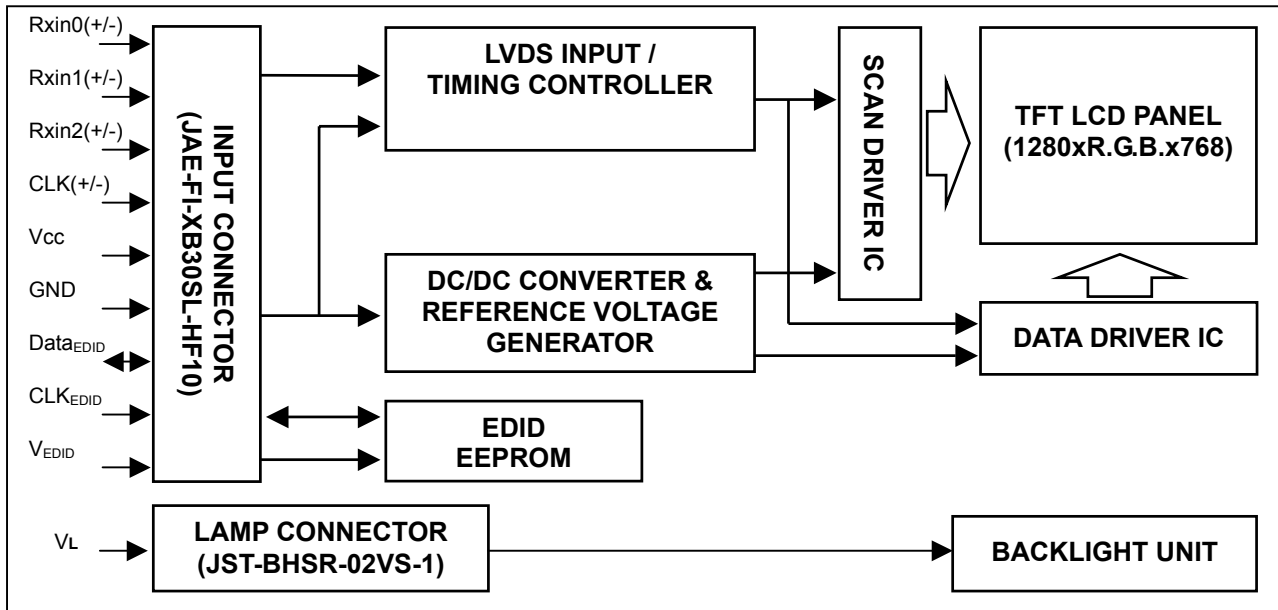 Rxin0(+/-)
Rxin1(+/-)
Rxin2(+/-)
CLK(+/-)
Vcc
GND
DataEDID
CLKEDID
VEDID
VL
INPUT CONNECTOR
(JAE-FI-XB30SL-HF10)
LVDS INPUT /
TIMING CONTROLLER
DC/DC CONVERTER &
REFERENCE VOLTAGE
GENERATOR
EDID
EEPROM
SCAN DRIVER IC
TFT LCD PANEL
(1280xR.G.B.x768)
DATA DRIVER IC
LAMP CONNECTOR
(JST-BHSR-02VS-1)
BACKLIGHT UNIT